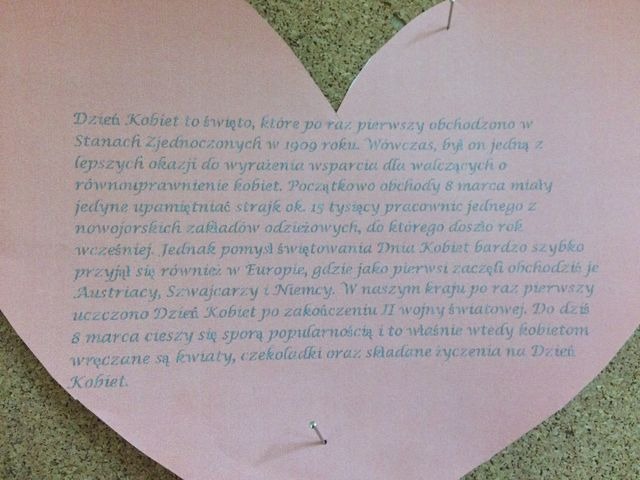 Dzień Kobiet to święto, które po raz pierwszy obchodzono w
Stanach Zjednoczonych w 1909 roku. Wówczas, był on jedną z
lepszych okazji do wyrażenia wsparcia dla walczących o
równouprawnienie kobiet. Początkowo obchody 8 marca miały
jedyne upamiętniać strajk ok. 15 tysięcy pracownic jednego z
nowojorskich zakładów odzieżowych, do którego doszło rok
wcześniej. Jednak pomysł świętowania Dnia Kobiet bardzo szybko
przyjął się również w Europie, gdzie jako pierwsi zaczęli obchodzić je
Austriacy, Szwajcarzy i Niemcy. W naszym kraju po raz pierwszy
uczczono Dzień Kobiet po zakończeniu II wojny światowej. Do dziś
8 marca cieszy się sporą popularnością i to właśnie wtedy kobietom
wręczane są kwiaty, czekoladki oraz składane życzenia na Dzień
Kobiet.